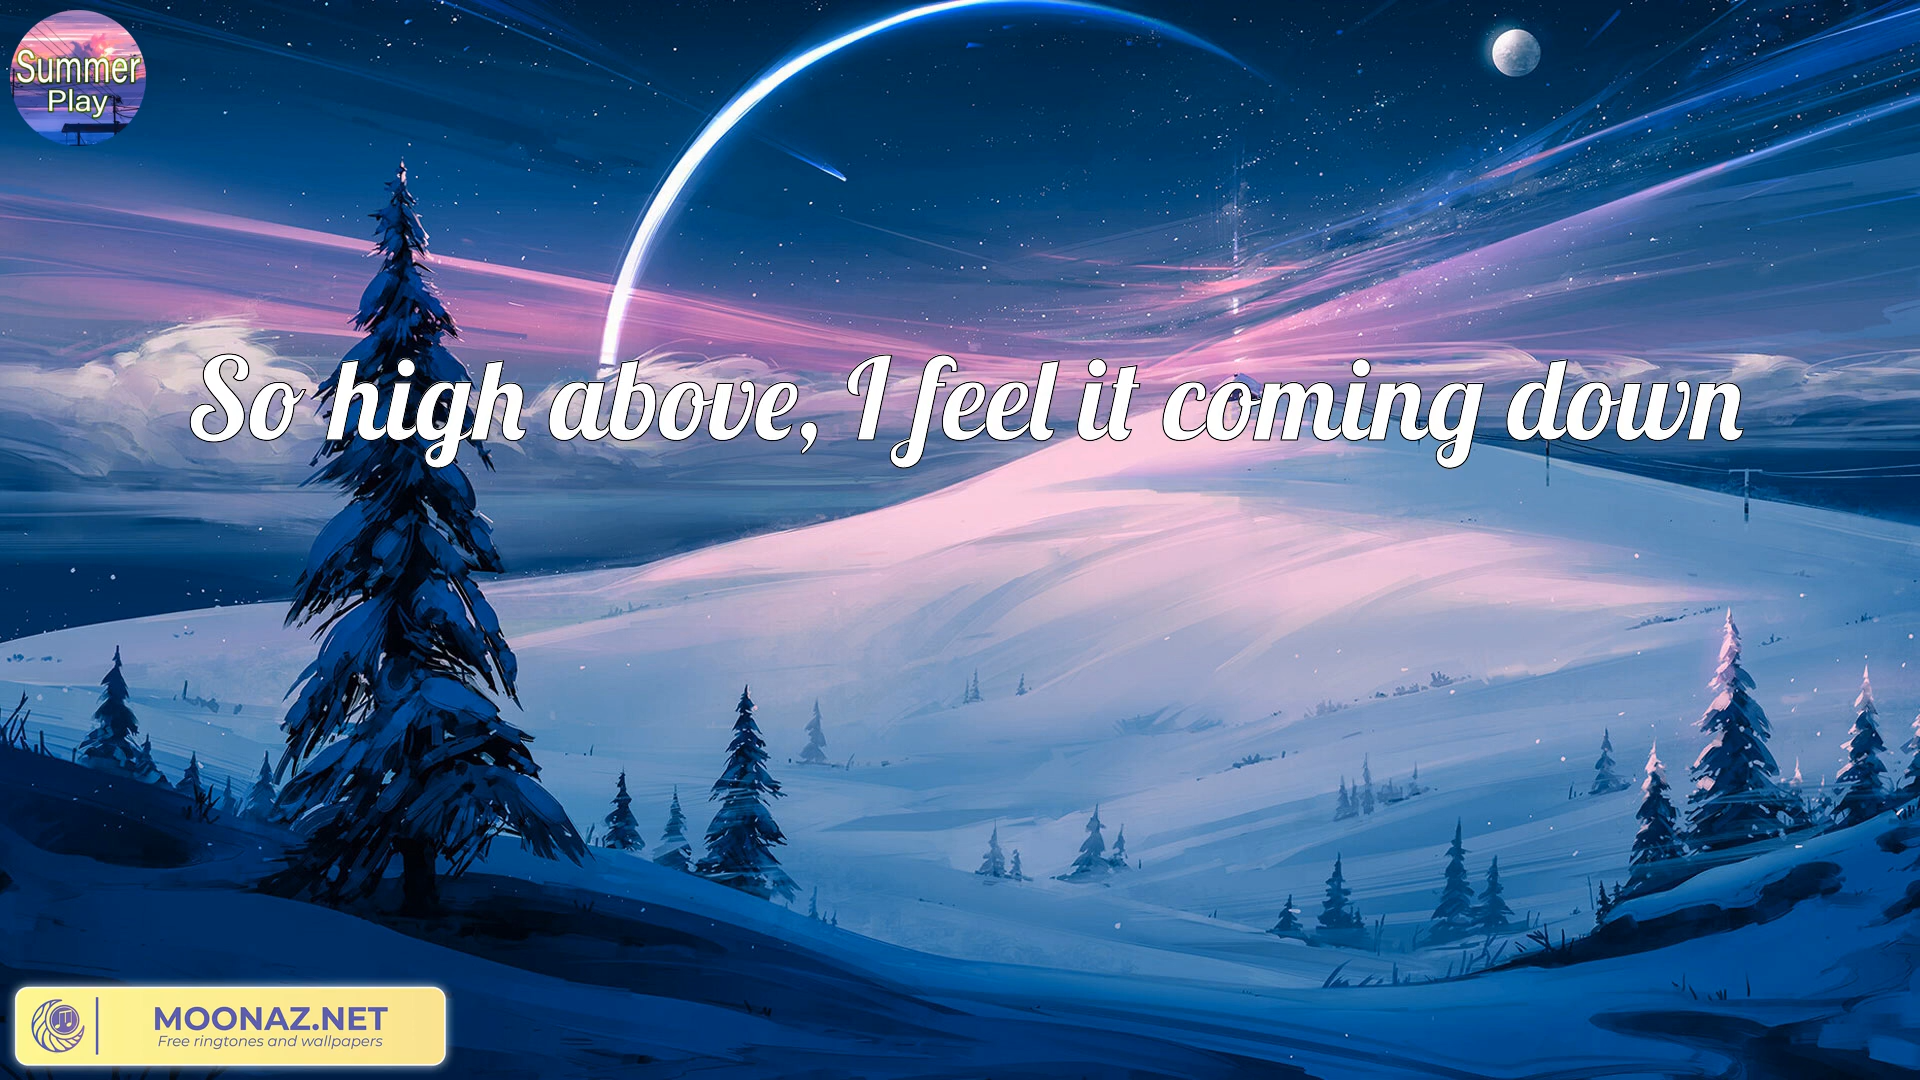 Summer
Play
So high above, I feel it coming down
MOONAZ.NET
Free ringtones and wallpapers